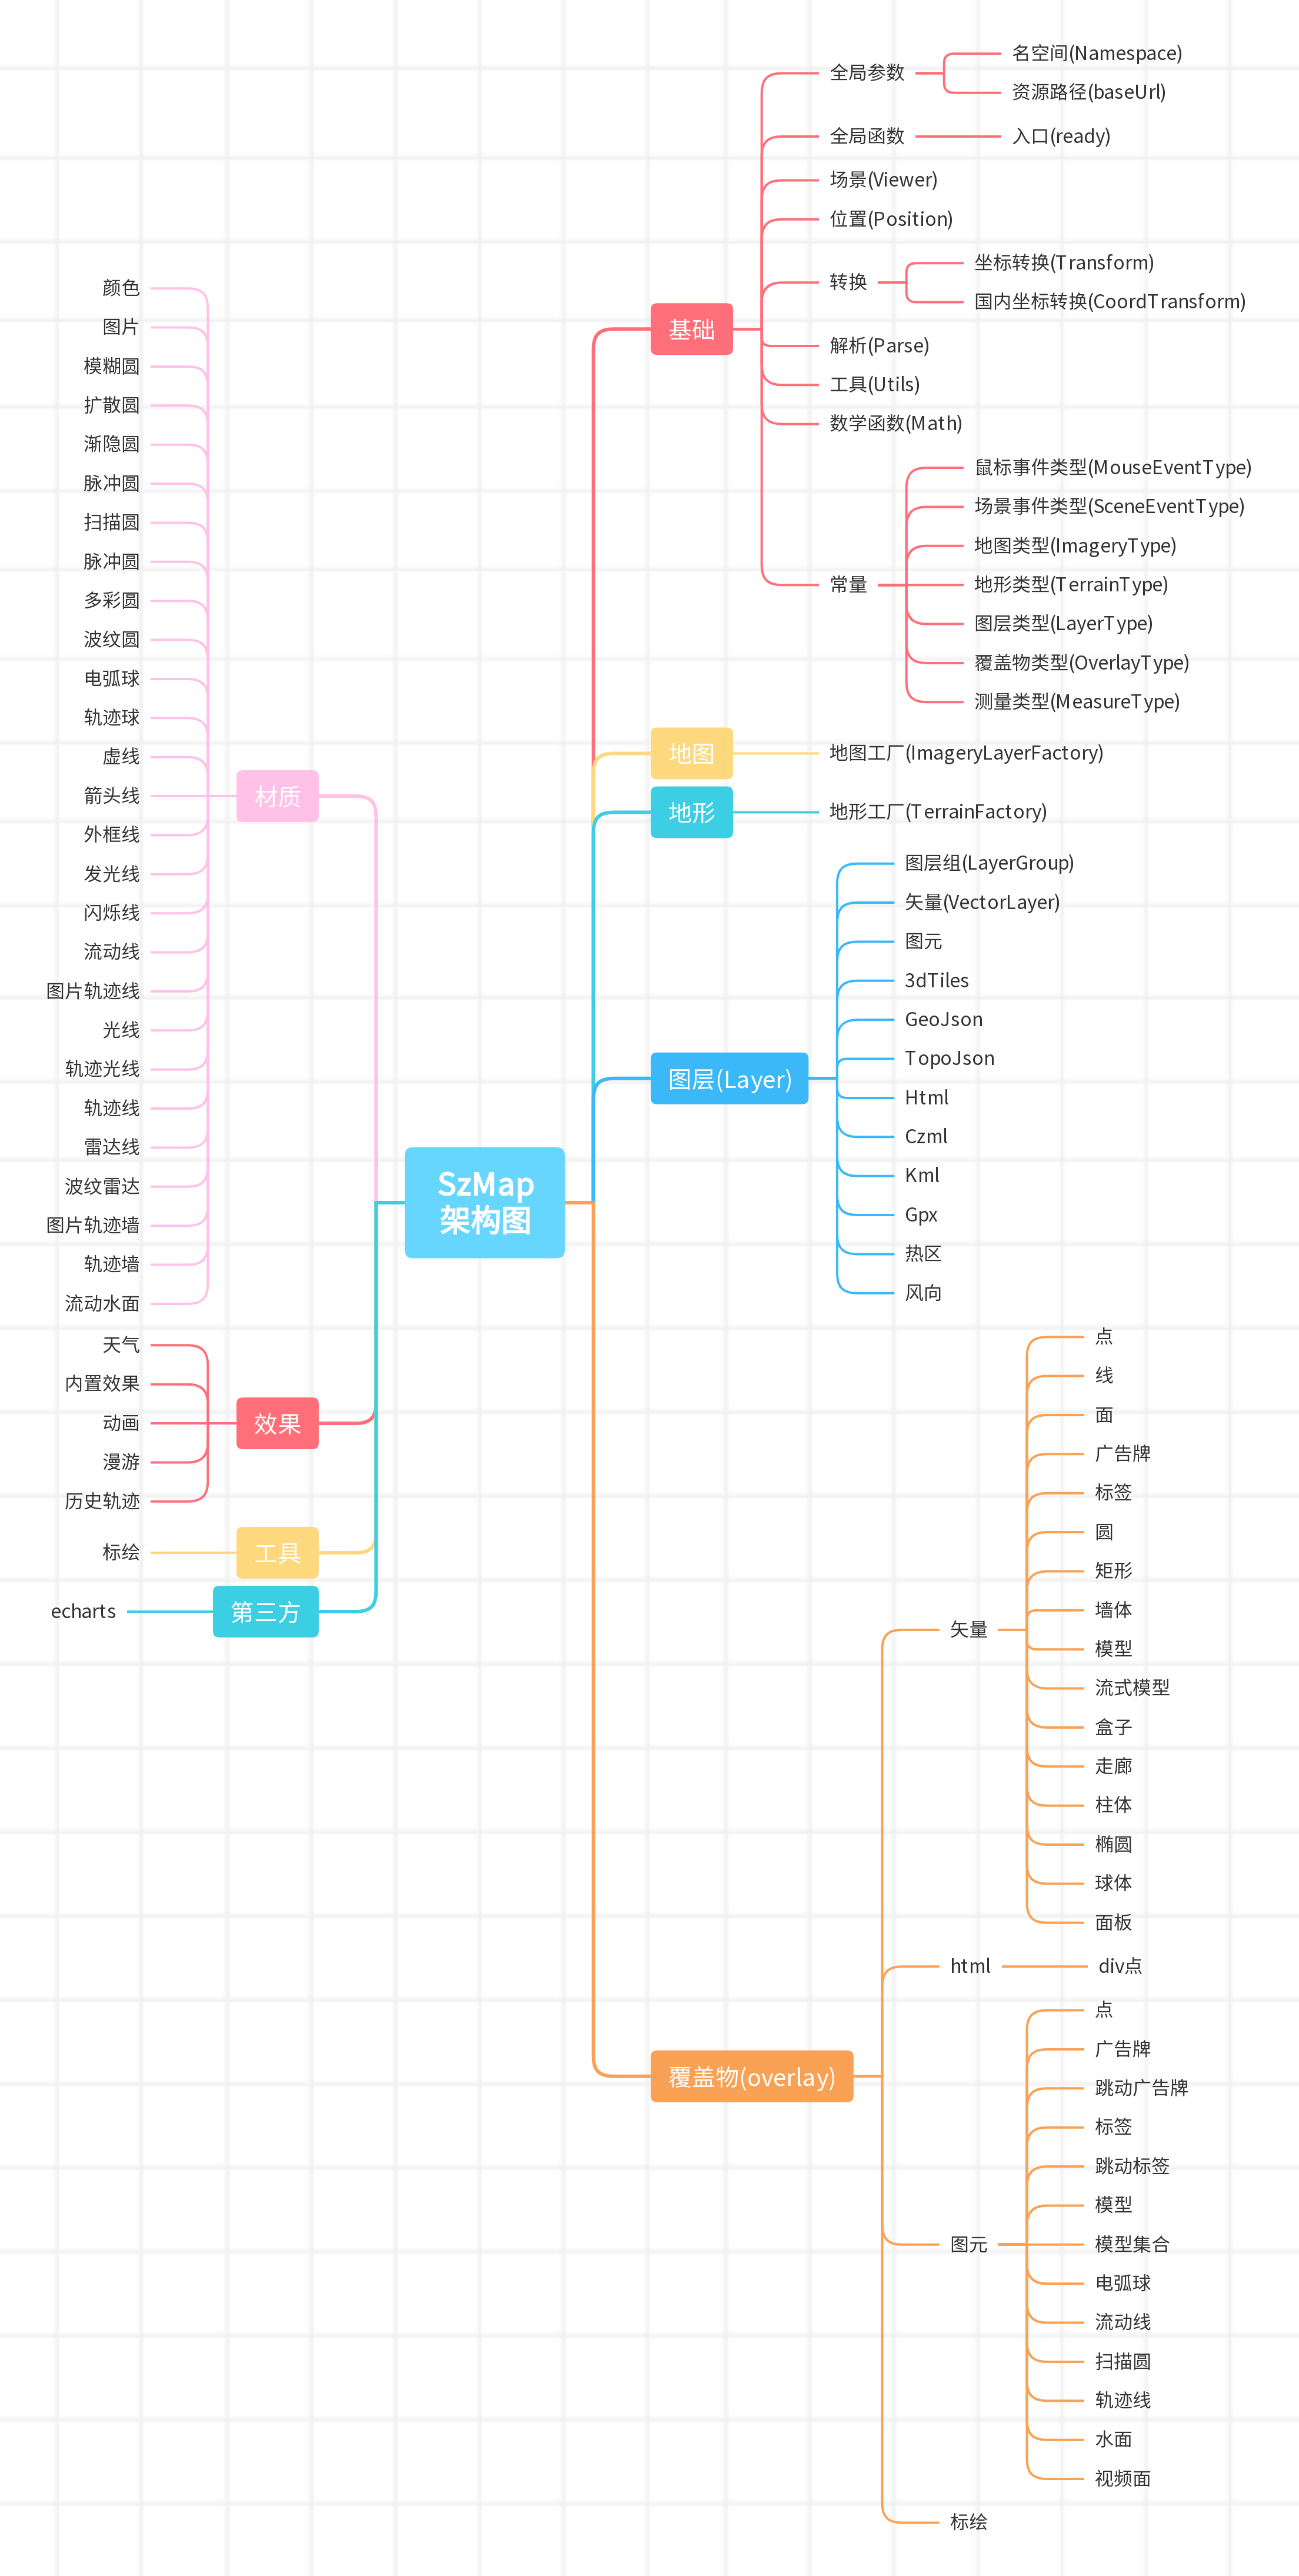 SzMap
架构图
基础
全局参数
名空间(Namespace)
资源路径(baseUrl)
全局函数
入口(ready)
场景(Viewer)
位置(Position)
转换
坐标转换(Transform)
国内坐标转换(CoordTransform)
解析(Parse)
工具(Utils)
数学函数(Math)
常量
鼠标事件类型(MouseEventType)
场景事件类型(SceneEventType)
地图类型(ImageryType)
地形类型(TerrainType)
图层类型(LayerType)
覆盖物类型(OverlayType)
测量类型(MeasureType)
地图
地图工厂(ImageryLayerFactory)
地形
地形工厂(TerrainFactory)
图层(Layer)
图层组(LayerGroup)
矢量(VectorLayer)
图元
3dTiles
GeoJson
TopoJson
Html
Czml
Kml
Gpx
热区
风向
覆盖物(overlay)
矢量
点
线
面
广告牌
标签
圆
矩形
墙体
模型
流式模型
盒子
走廊
柱体
椭圆
球体
面板
html
div点
图元
点
广告牌
跳动广告牌
标签
跳动标签
模型
模型集合
电弧球
流动线
扫描圆
轨迹线
水面
视频面
标绘
材质
颜色
图片
模糊圆
扩散圆
渐隐圆
脉冲圆
扫描圆
脉冲圆
多彩圆
波纹圆
电弧球
轨迹球
虚线
箭头线
外框线
发光线
闪烁线
流动线
图片轨迹线
光线
轨迹光线
轨迹线
雷达线
波纹雷达
图片轨迹墙
轨迹墙
流动水面
效果
天气
内置效果
动画
漫游
历史轨迹
工具
标绘
第三方
echarts